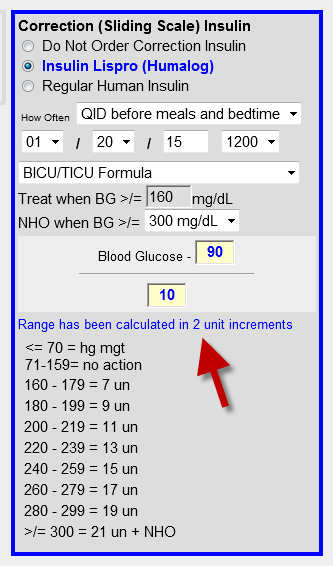 Correction (Sliding Scale) Insulin
Do Not Order Correction Insulin
Insulin Lispro (Humalog)
Regular Human Insulin
How Often QID before meals and bedtime
01 / 20 / 15 1200
BICU/TICU Formula
Treat when BG >/= 160 mg/dL
NHO when BG >/= 300 mg/dL
Blood Glucose - 90
10
Range has been calculated in 2 unit increments
<= 70 = hg mgt
71-159= no action
160 - 179 = 7 un
180 - 199 = 9 un
200 - 219 = 11 un
220 - 239 = 13 un
240 - 259 = 15 un
260 - 279 = 17 un
280 - 299 = 19 un
>/= 300 = 21 un + NHO